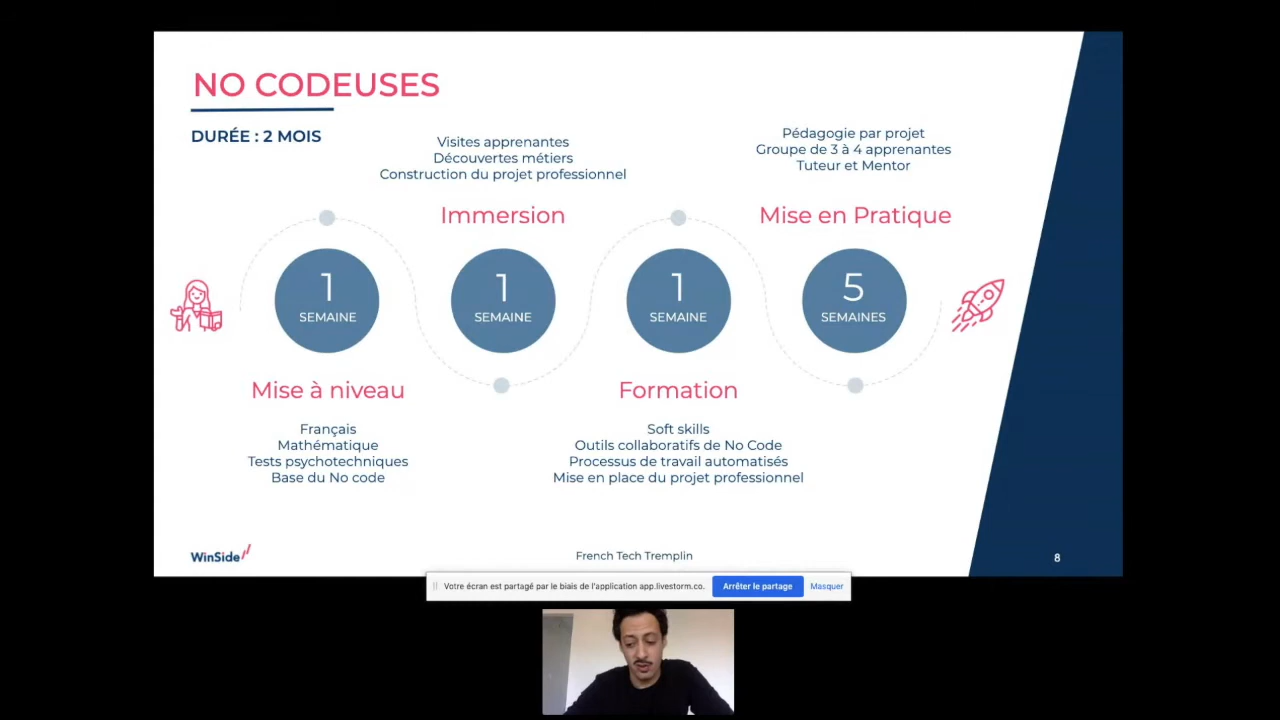 NO CODEUSES
DURÉE : 2 MOIS
Visites apprenantes
Découvertes métiers
Construction du projet professionnel
Pédagogie par projet
Groupe de 3 à 4 apprenantes
Tuteur et Mentor
Immersion
Mise en Pratique
1
SEMAINE
1
SEMAINE
1
SEMAINE
5
SEMAINES
Mise à niveau
Formation
Français
Mathématique
Tests psychotechniques
Base du No code
Soft skills
Outils collaboratifs de No Code
Processus de travail automatisés
Mise en place du projet professionnel
WinSide
French Tech Tremplin
8
Votre écran est partagé par le biais de l'application app.livestorm.co.
Arrêter le partage
Masquer